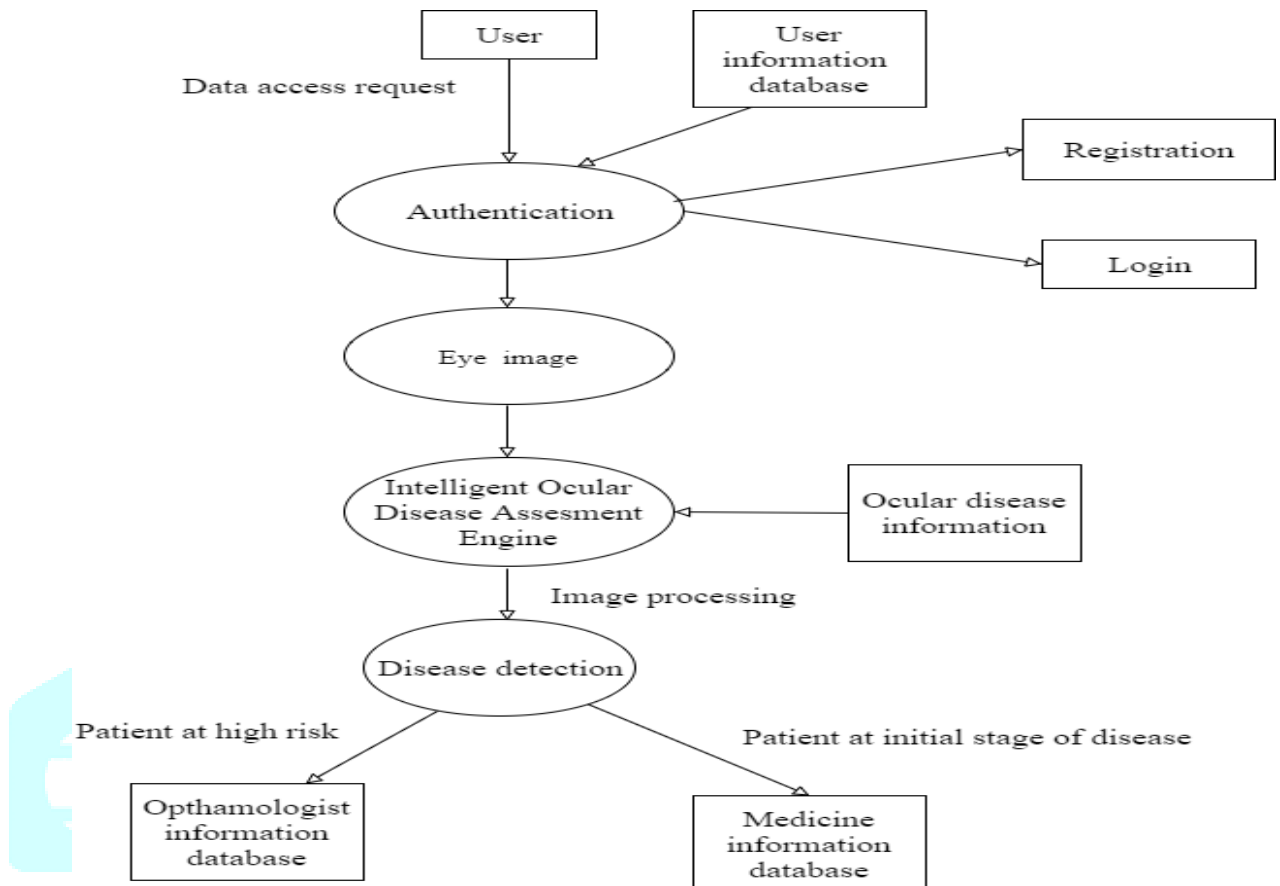 User
User
information
database
Data access request
Registration
Authentication
Login
Eye image
Intelligent Ocular
Disease Assesment
Engine
Ocular disease
information
Image processing
Disease detection
Patient at high risk
Patient at initial stage of disease
Opthamologist
information
database
Medicine
information
database